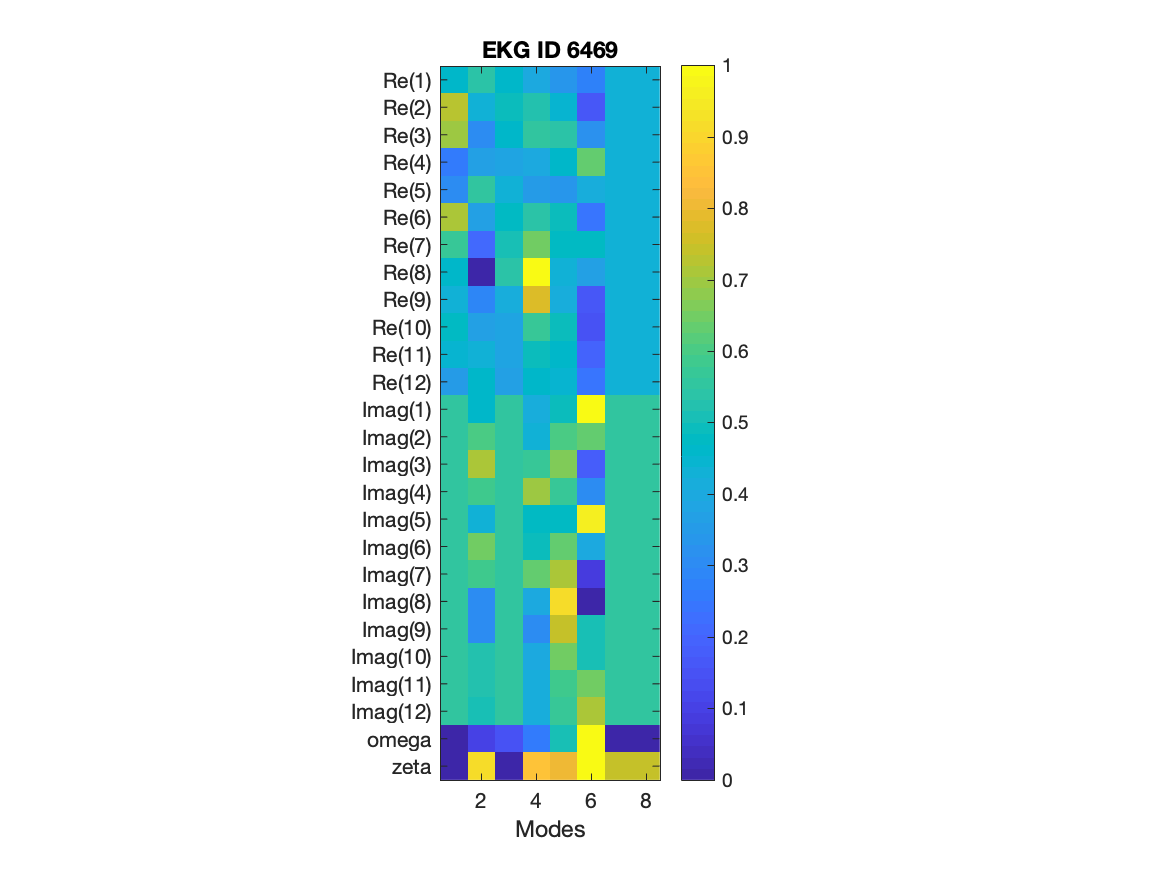 EKG ID 6469
Re(1)
Re(2)
Re(3)
Re(4)
Re(5)
Re(6)
Re(7)
Re(8)
Re(9)
Re(10)
Re(11)
Re(12)
Imag(1)
Imag(2)
Imag(3)
Imag(4)
Imag(5)
Imag(6)
Imag(7)
Imag(8)
Imag(9)
Imag(10)
Imag(11)
Imag(12)
omega
zeta
2 4 6 8
Modes
1
0.9
0.8
0.7
0.6
0.5
0.4
0.3
0.2
0.1
0